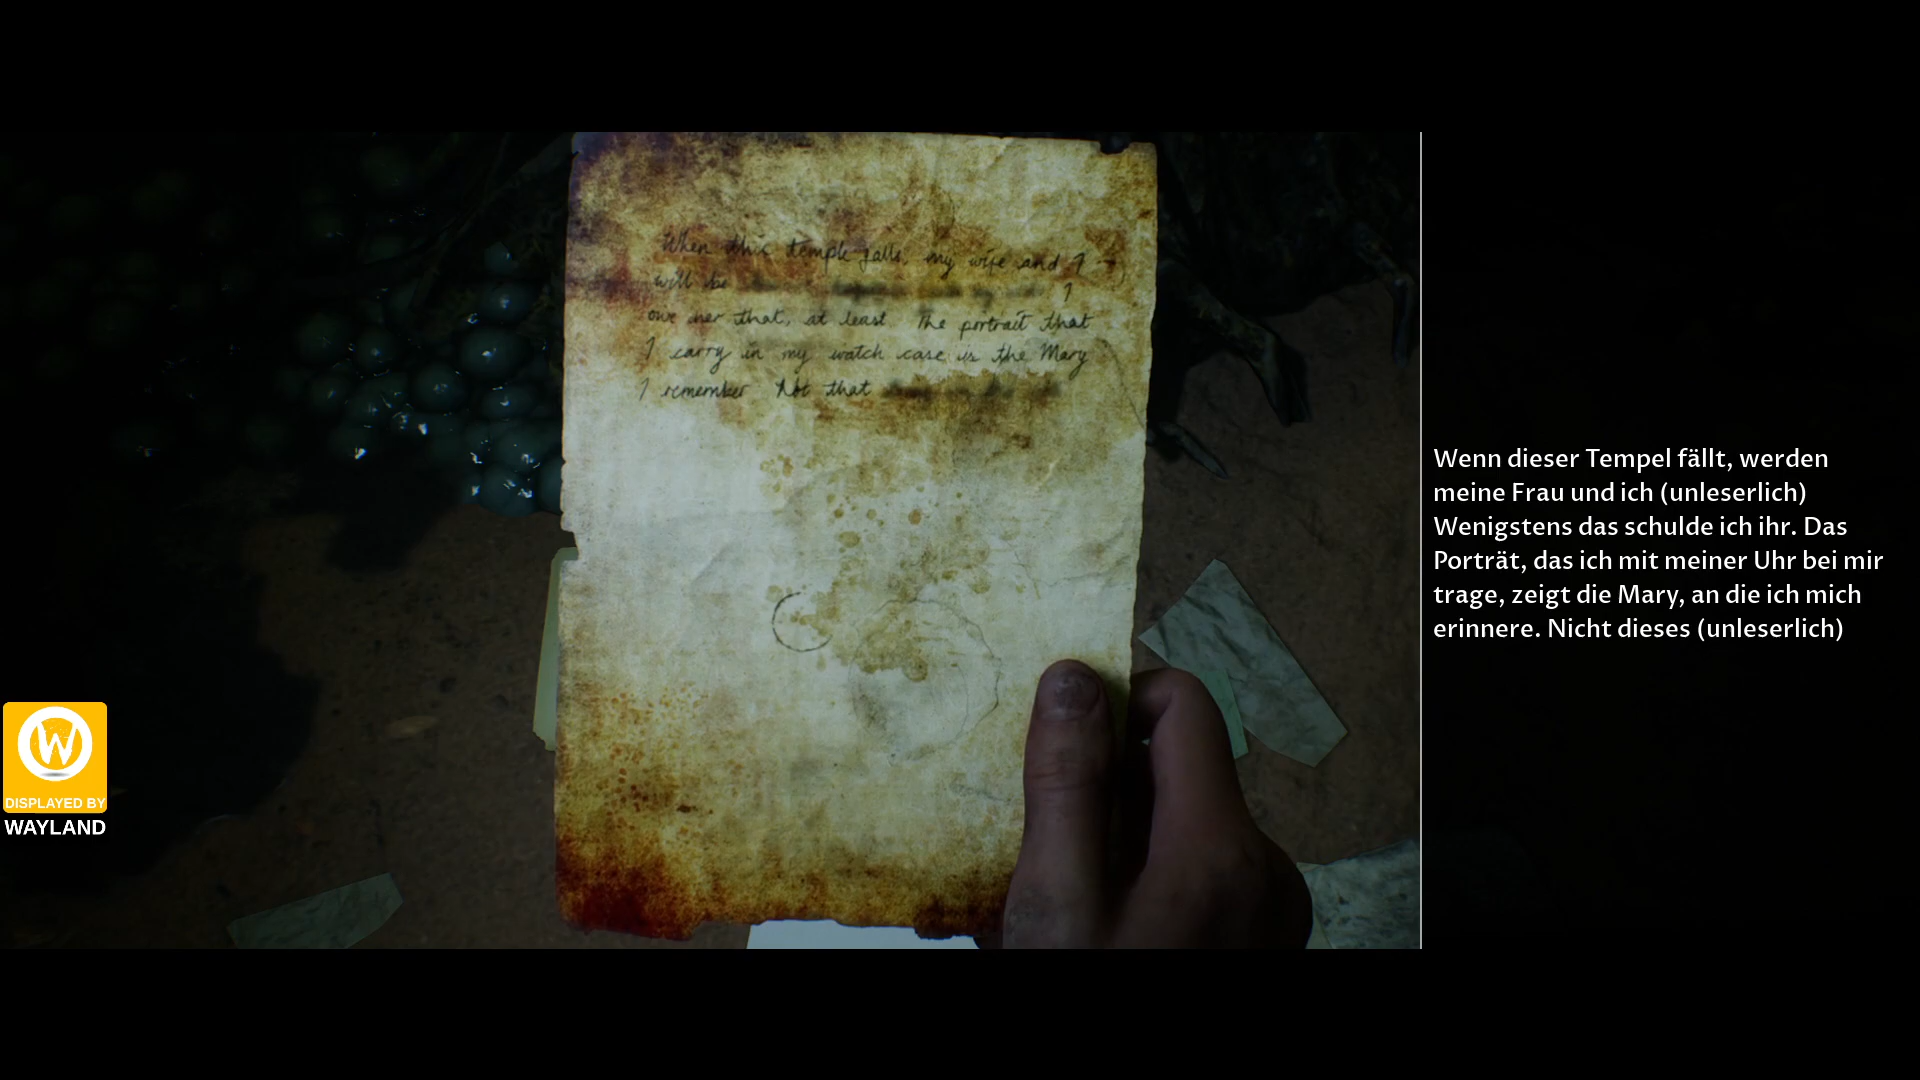 When this temple falls, my wife and I
will be I
owe her that, at least. The portrait that
I carry in my watch case is the Mary
I remember. Not that
Wenn dieser Tempel fällt, werden
meine Frau und ich (unleserlich)
Wenigstens das schulde ich ihr. Das
Porträt, das ich mit meiner Uhr bei mir
trage, zeigt die Mary, an die ich mich
erinnere. Nicht dieses (unleserlich)
W
DISPLAYED BY
WAYLAND